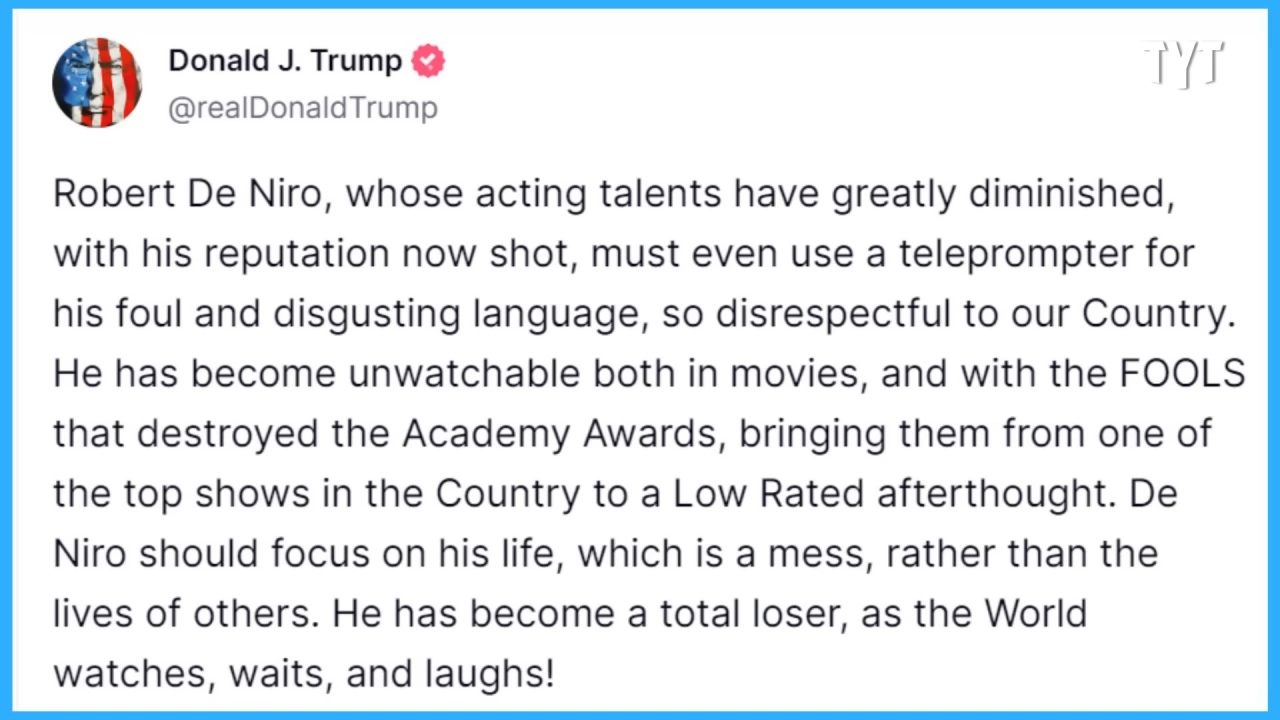 Donald J. Trump
TYT
@realDonaldTrump
Robert De Niro, whose acting talents have greatly diminished,
with his reputation now shot, must even use a teleprompter for
his foul and disgusting language, so disrespectful to our Country.
He has become unwatchable both in movies, and with the FOOLS
that destroyed the Academy Awards, bringing them from one of
the top shows in the Country to a Low Rated afterthought. De
Niro should focus on his life, which is a mess, rather than the
lives of others. He has become a total loser, as the World
watches, waits, and laughs!